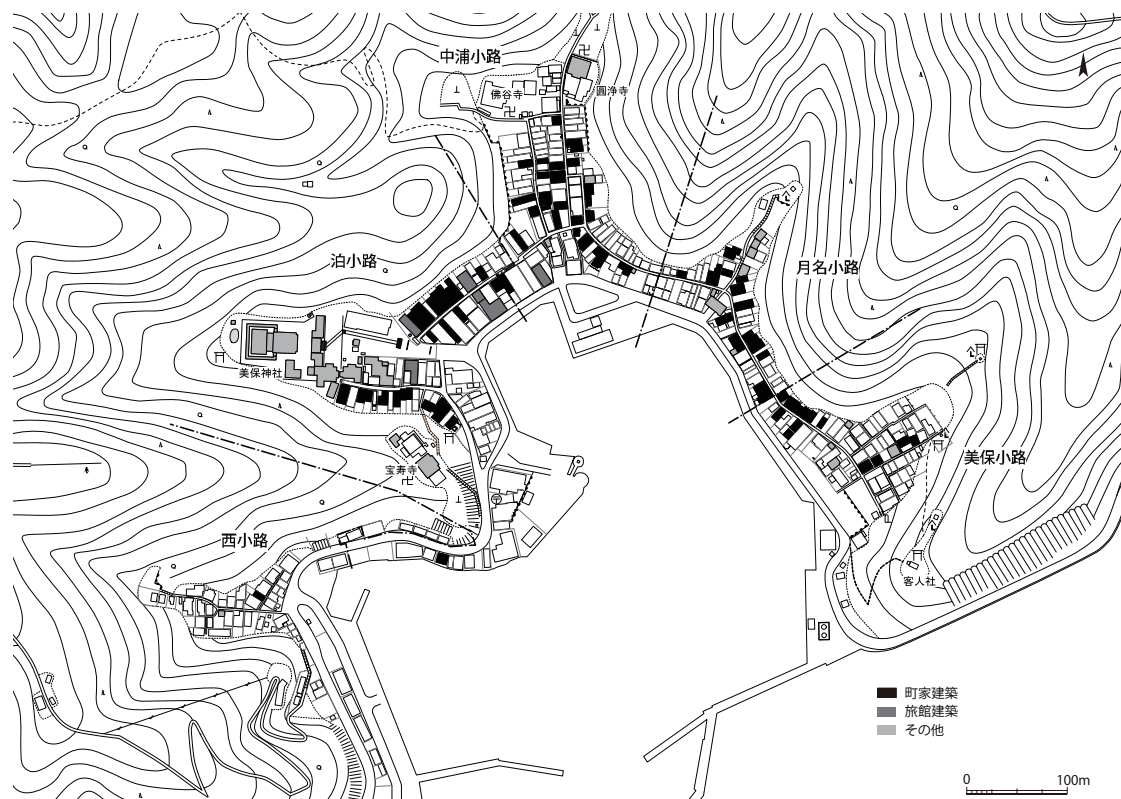 中浦小路
佛谷寺
圓浄寺
泊小路
月名小路
美保神社
美保小路
宝寿寺
西小路
客人社
町家建築
旅館建築
その他
0 100m